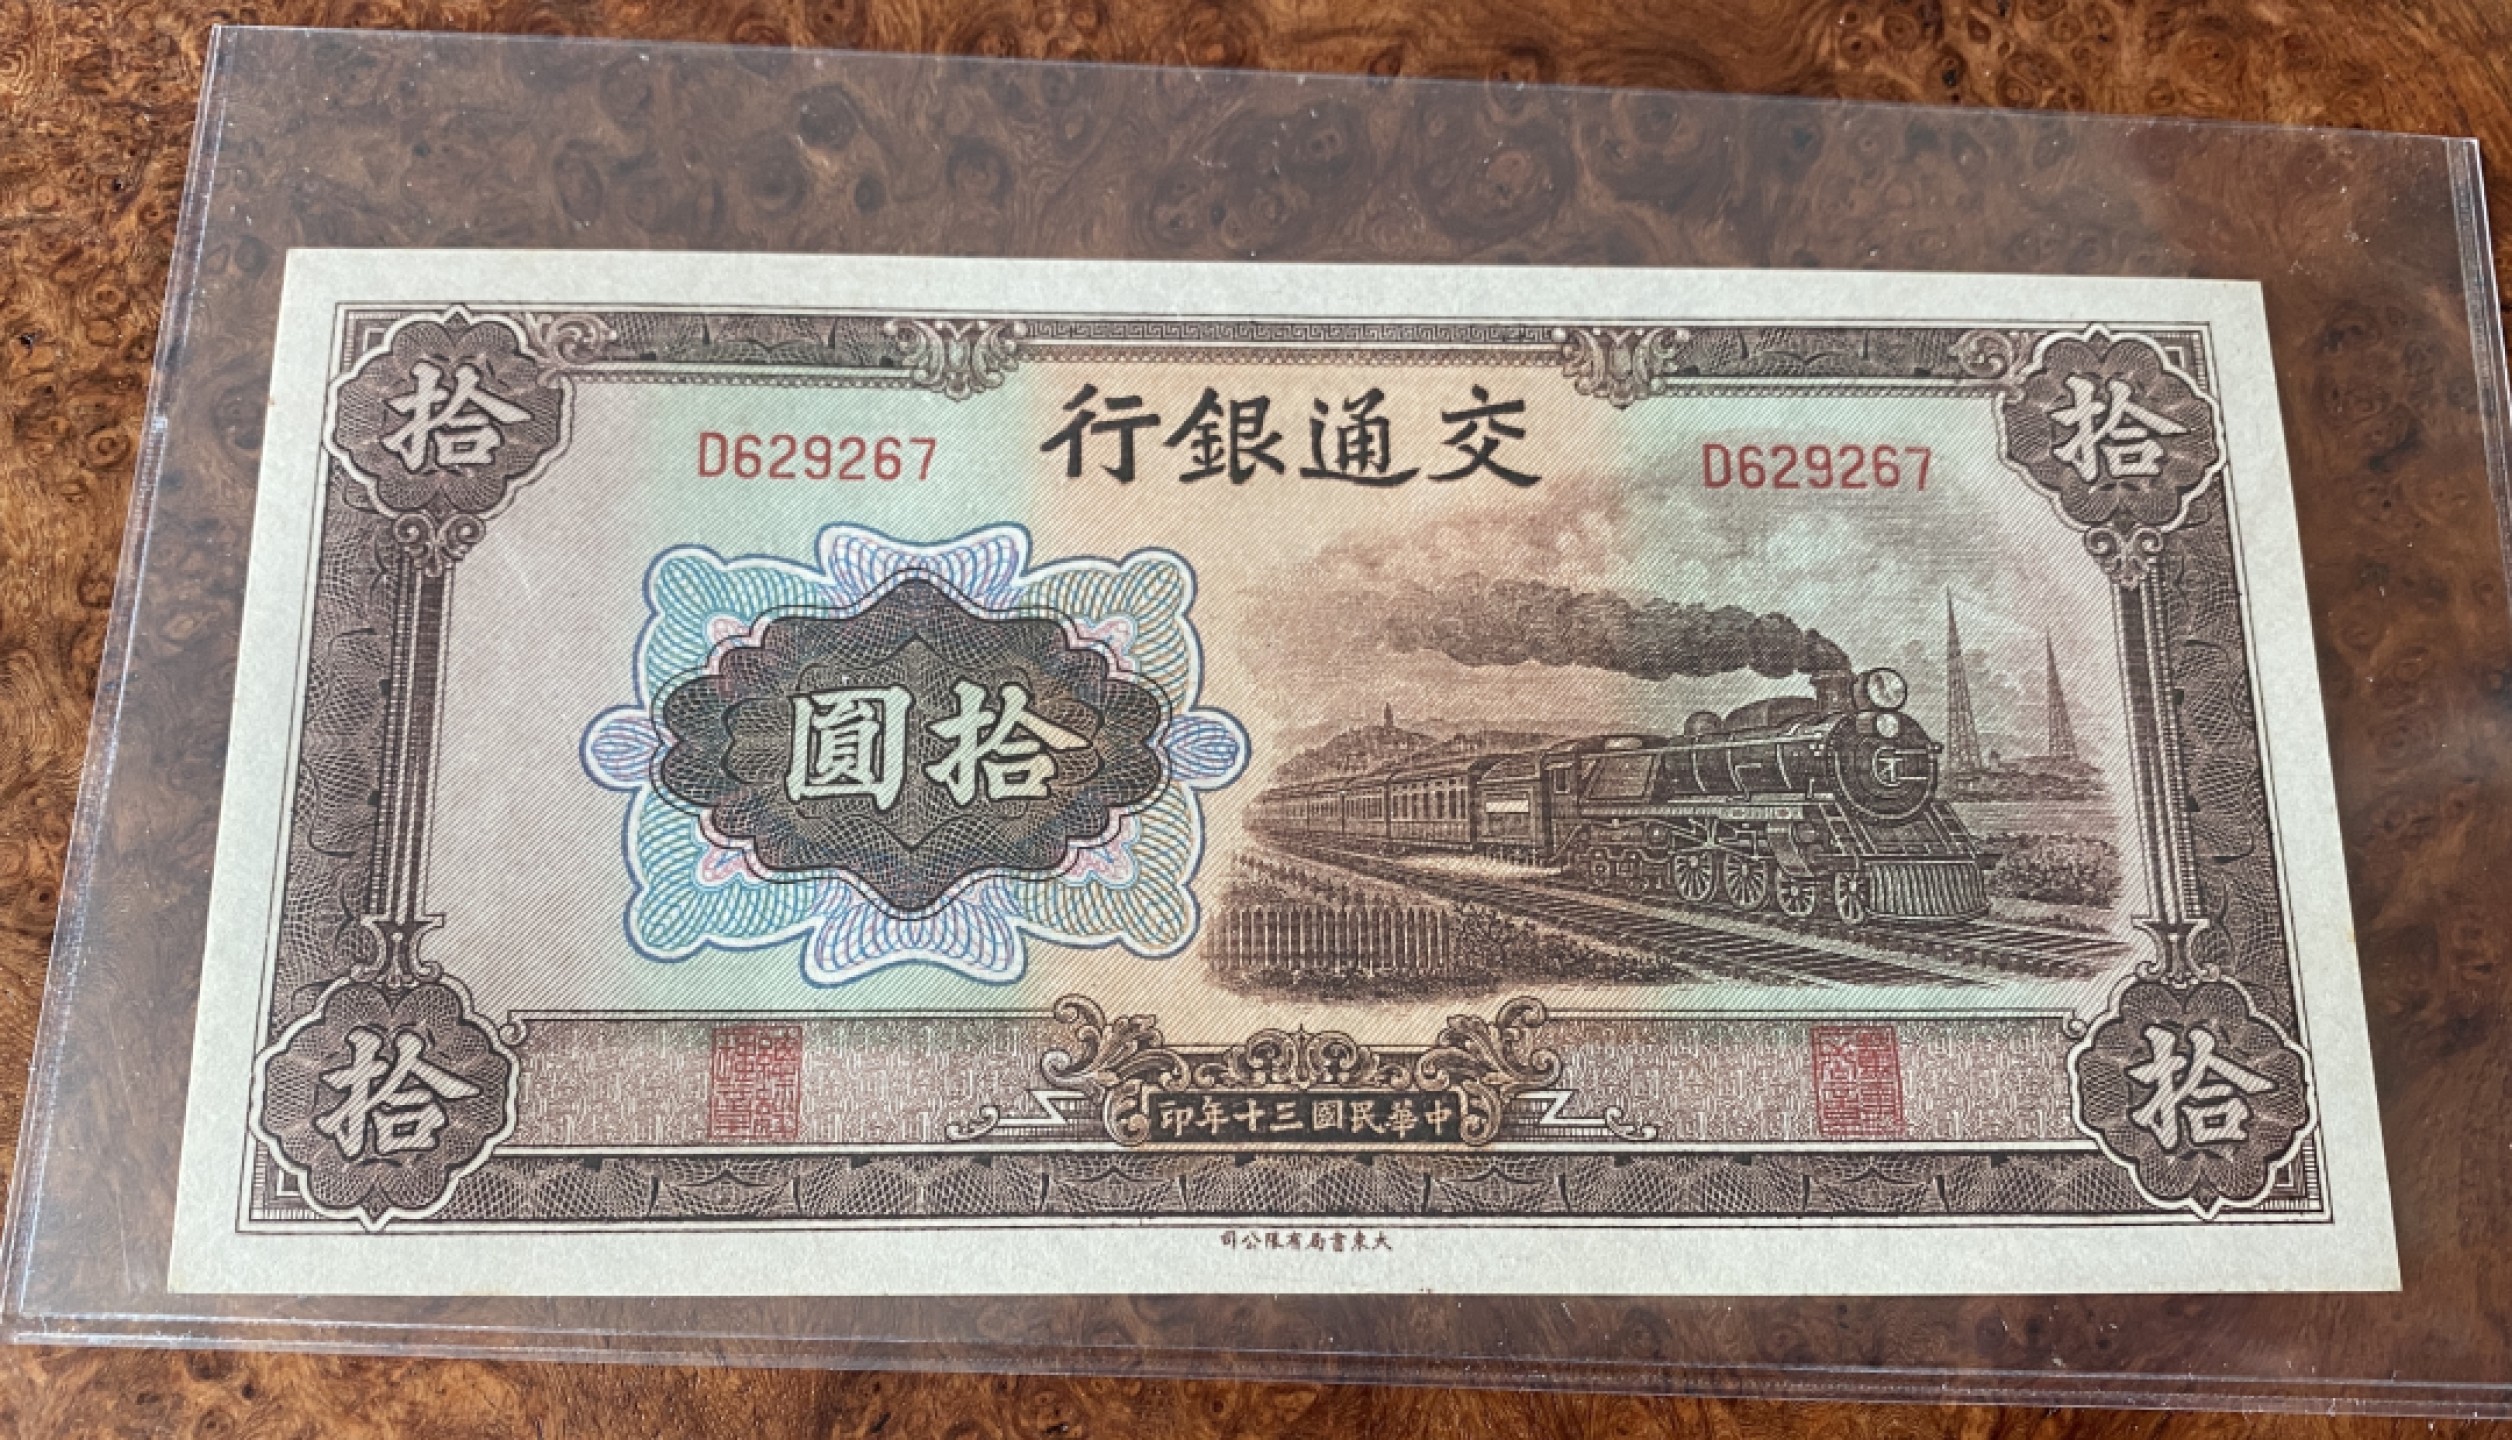 拾
拾
交通銀行
D629267
D629267
拾圓
拾
拾
中華民國三十年印
大東書局有限公司